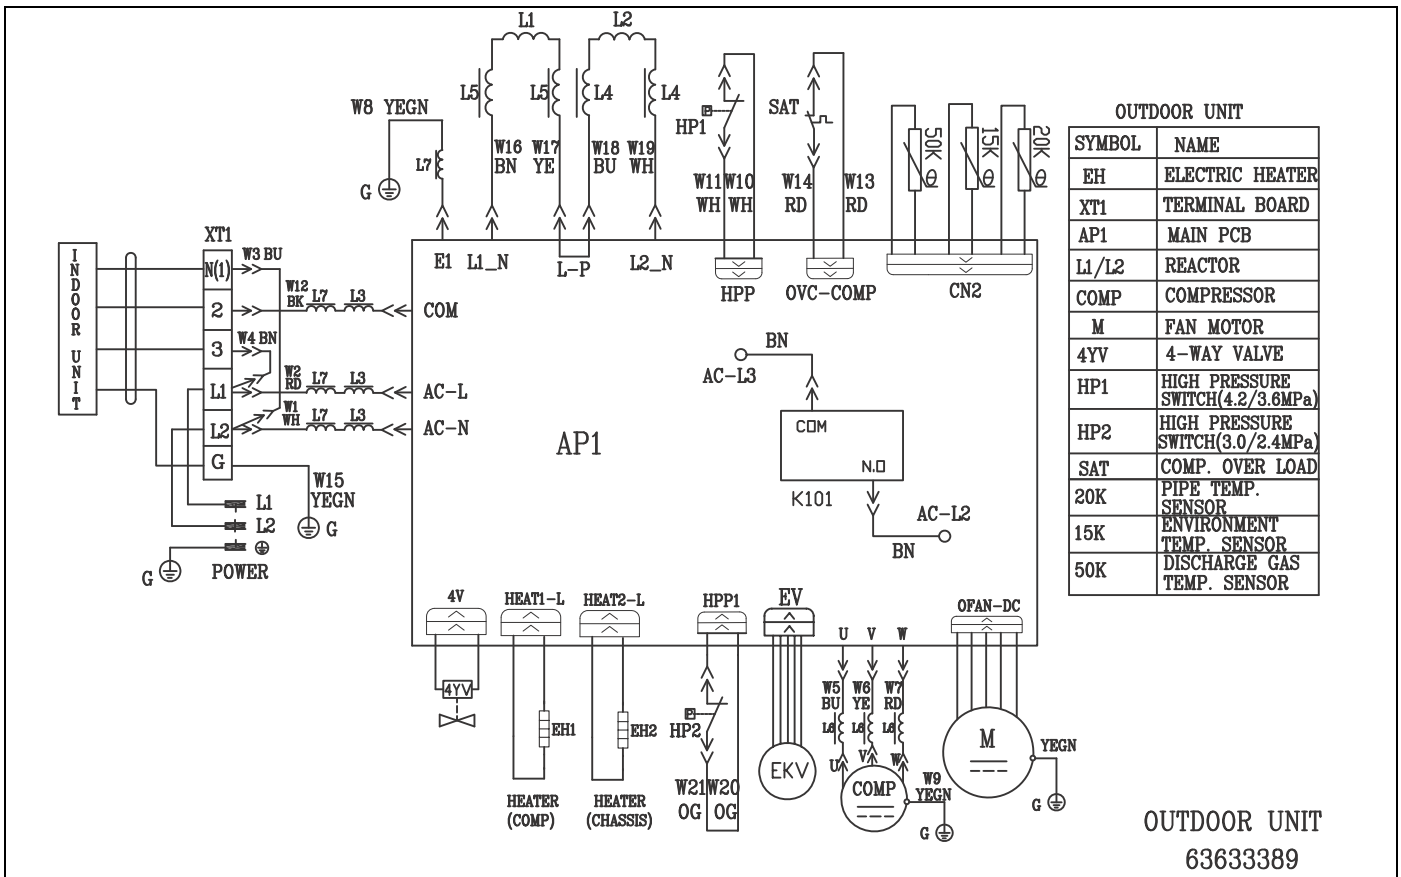 L1
L2
L5
L5
L4
L4
W8 YEGN
L7
G
W16
BN
W17
YE
W18
BU
W19
WH
HP1
P
W11
WH
W10
WH
SAT
W14
RD
W13
RD
50K
θ
15K
θ
20K
θ
E1
L1_N
L-P
L2_N
HPP
OVC-COMP
CN2
INDOOR UNIT
XT1
N(1)
2
3
L1
L2
G
W3 BU
W12
BK
L7
L3
COM
W4 BN
W2
RD
L7
L3
AC-L
W1
WH
L7
L3
AC-N
W15
YEGN
G
L1
L2
G
POWER
AP1
BN
AC-L3
COM
N.O
K101
AC-L2
BN
4V
HEAT1-L
HEAT2-L
HPP1
EV
U
V
W
OFAN-DC
4YV
EH1
HEATER
(COMP)
EH2
HEATER
(CHASSIS)
P
HP2
W21
OG
W20
OG
EKV
W5
BU
W6
YE
W7
RD
L6
L6
L6
U
V
W
COMP
W9
YEGN
G
M
YEGN
G
OUTDOOR UNIT
SYMBOL NAME
EH ELECTRIC HEATER
XT1 TERMINAL BOARD
AP1 MAIN PCB
L1/L2 REACTOR
COMP COMPRESSOR
M FAN MOTOR
4YV 4-WAY VALVE
HP1 HIGH PRESSURE
SWITCH(4.2/3.6MPa)
HP2 HIGH PRESSURE
SWITCH(3.0/2.4MPa)
SAT COMP. OVER LOAD
20K PIPE TEMP.
SENSOR
15K ENVIRONMENT
TEMP. SENSOR
50K DISCHARGE GAS
TEMP. SENSOR
OUTDOOR UNIT
63633389